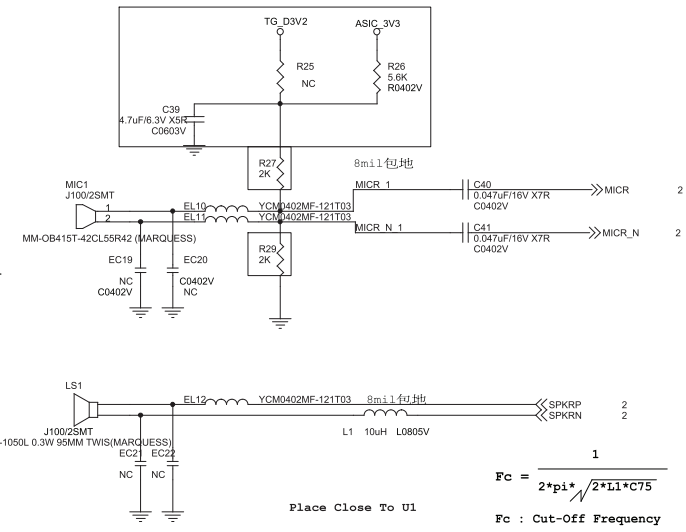 TG_D3V2 ASIC_3V3
R25
NC
R26
5.6K
R0402V
C39
4.7uF/6.3V X5R
C0603V
R27
2K
8mil包地
MIC1
J100/2SMT
1
2
EL10 YCM0402MF-121T03
EL11 YCM0402MF-121T03
MICR_1
C40
0.047uF/16V X7R
C0402V
MICR 2
MICR_N_1
C41
0.047uF/16V X7R
C0402V
MICR_N 2
MM-OB415T-42CL55R42 (MARQUESS)
R29
2K
EC19
NC
C0402V
EC20
C0402V
NC
LS1
J100/2SMT
-1050L 0.3W 95MM TWIS(MARQUESS)
EL12 YCM0402MF-121T03 8mil包地
SPKRP 2
SPKRN 2
L1 10uH L0805V
EC21
NC
EC22
NC
Place Close To U1
1
Fc =
2*pi*√2*L1*C75
Fc : Cut-Off Frequency